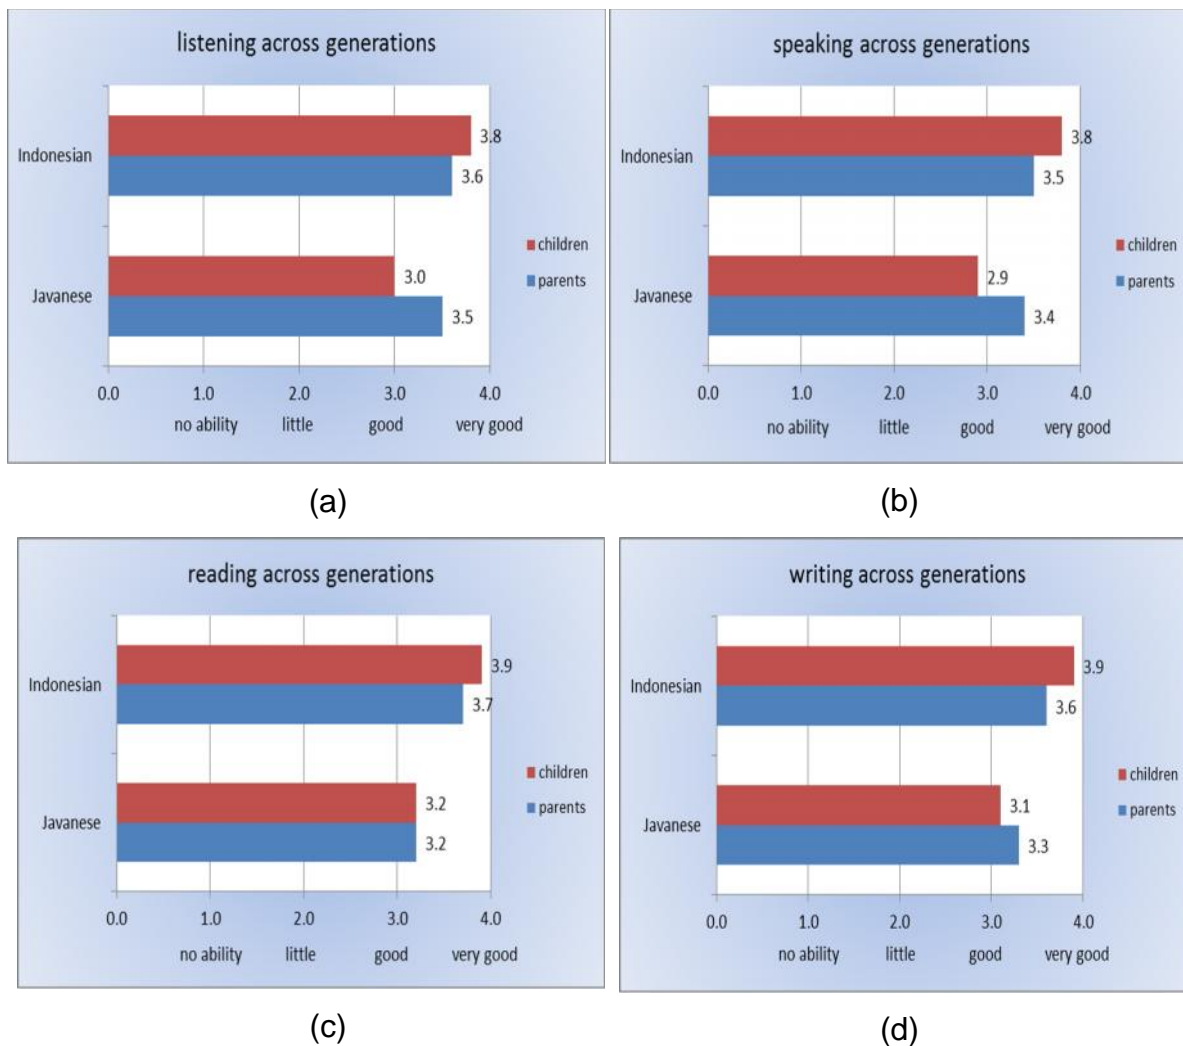 listening across generations
Indonesian
3.8
3.6
children
Javanese
3.0
parents
3.5
0.0 1.0 2.0 3.0 4.0
no ability little good very good
(a)
speaking across generations
Indonesian
3.8
3.5
children
Javanese
2.9
parents
3.4
0.0 1.0 2.0 3.0 4.0
no ability little good very good
(b)
reading across generations
Indonesian
3.9
3.7
children
Javanese
3.2
parents
3.2
0.0 1.0 2.0 3.0 4.0
no ability little good very good
(c)
writing across generations
Indonesian
3.9
3.6
children
Javanese
3.1
parents
3.3
0.0 1.0 2.0 3.0 4.0
no ability little good very good
(d)